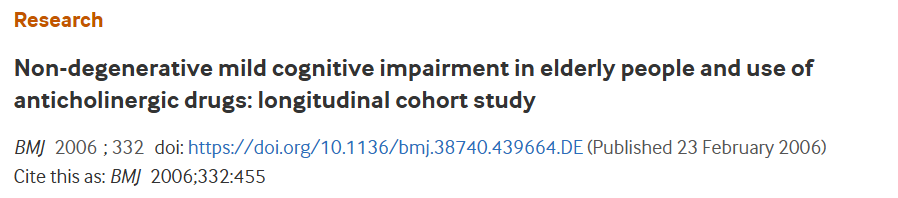 Research
Non-degenerative mild cognitive impairment in elderly people and use of
anticholinergic drugs: longitudinal cohort study
BMJ 2006 ; 332 doi: https://doi.org/10.1136/bmj.38740.439664.DE (Published 23 February 2006)
Cite this as: BMJ 2006;332:455